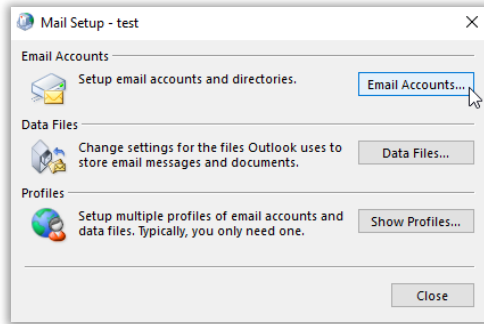 Mail Setup - test
Email Accounts
Setup email accounts and directories.
Email Accounts...
Data Files
Change settings for the files Outlook uses to
store email messages and documents.
Data Files...
Profiles
Setup multiple profiles of email accounts and
data files. Typically, you only need one.
Show Profiles...
Close